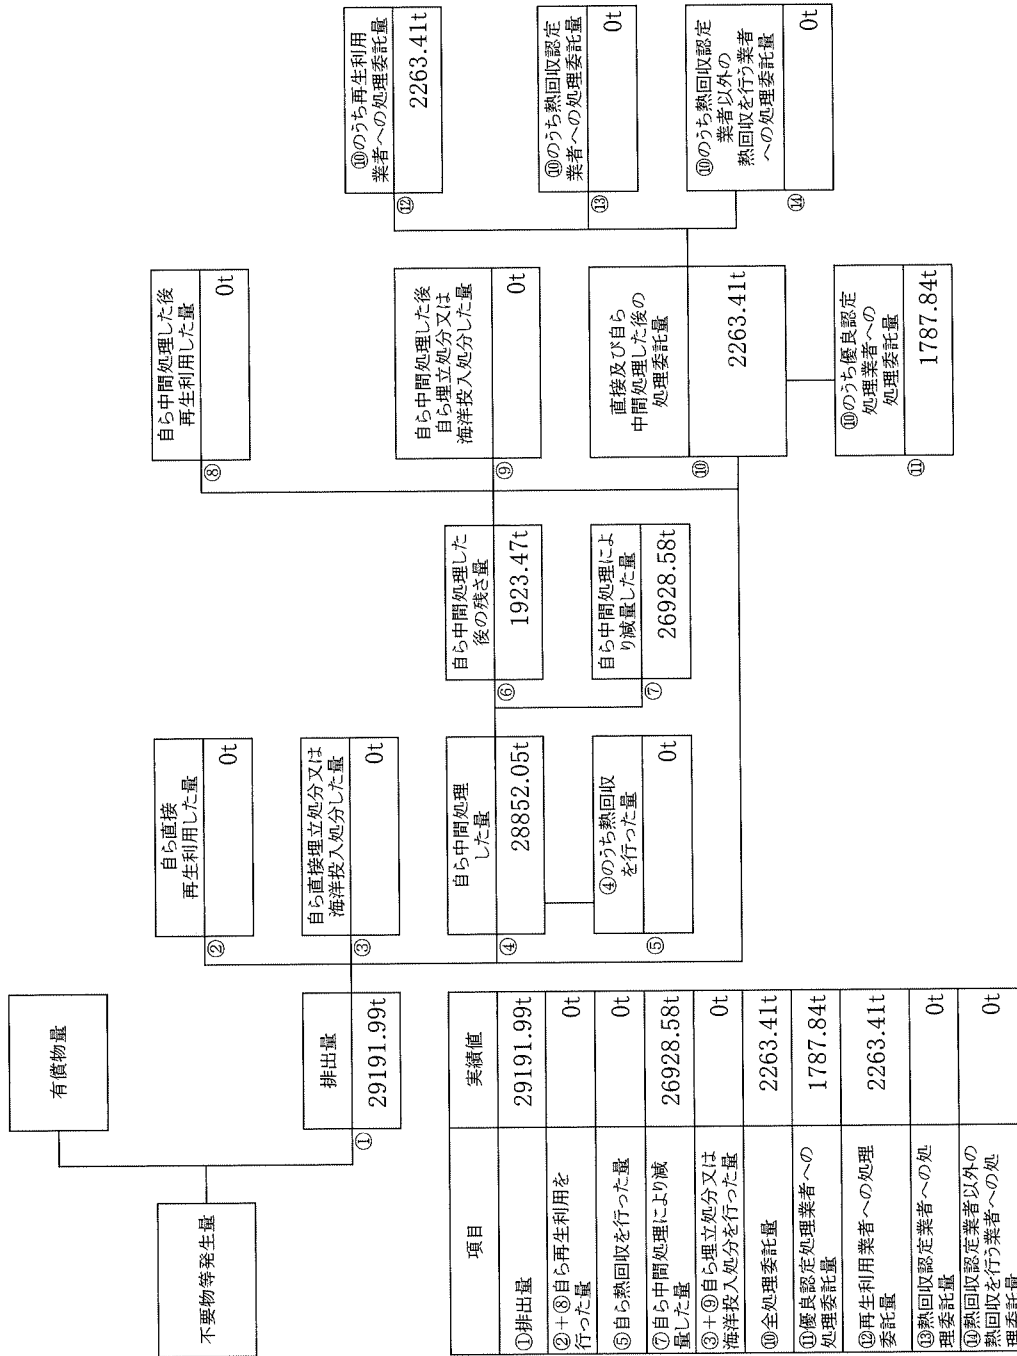 不要物等発生量
有償物量
①
排出量
29191.99t
②
自ら直接
再生利用した量
0t
③
自ら直接埋立処分又は
海洋投入処分した量
0t
④
自ら中間処理
した量
28852.05t
⑤
④のうち熱回収
を行った量
0t
⑥
自ら中間処理した
後の残さ量
1923.47t
⑦
自ら中間処理によ
り減量した量
26928.58t
⑧
自ら中間処理した後
再生利用した量
0t
⑨
自ら中間処理した後
自ら埋立処分又は
海洋投入処分した量
0t
⑩
直接及び自ら
中間処理した後の
処理委託量
2263.41t
⑪
⑩のうち優良認定
処理業者への
処理委託量
1787.84t
⑫
⑩のうち再生利用
業者への処理委託量
2263.41t
⑬
⑩のうち熱回収認定
業者への処理委託量
0t
⑭
⑩のうち熱回収認定
業者以外の
熱回収を行う業者
への処理委託量
0t
項目
実績値
①排出量
29191.99t
②+⑧自ら再生利用を
行った量
0t
⑤自ら熱回収を行った量
0t
⑦自ら中間処理により減
量した量
26928.58t
③+⑨自ら埋立処分又は
海洋投入処分を行った量
0t
⑩全処理委託量
2263.41t
⑪優良認定処理業者への
処理委託量
1787.84t
⑫再生利用業者への処理
委託量
2263.41t
⑬熱回収認定業者への処
理委託量
0t
⑭熱回収認定業者以外の
熱回収を行う業者への処
理委託量
0t